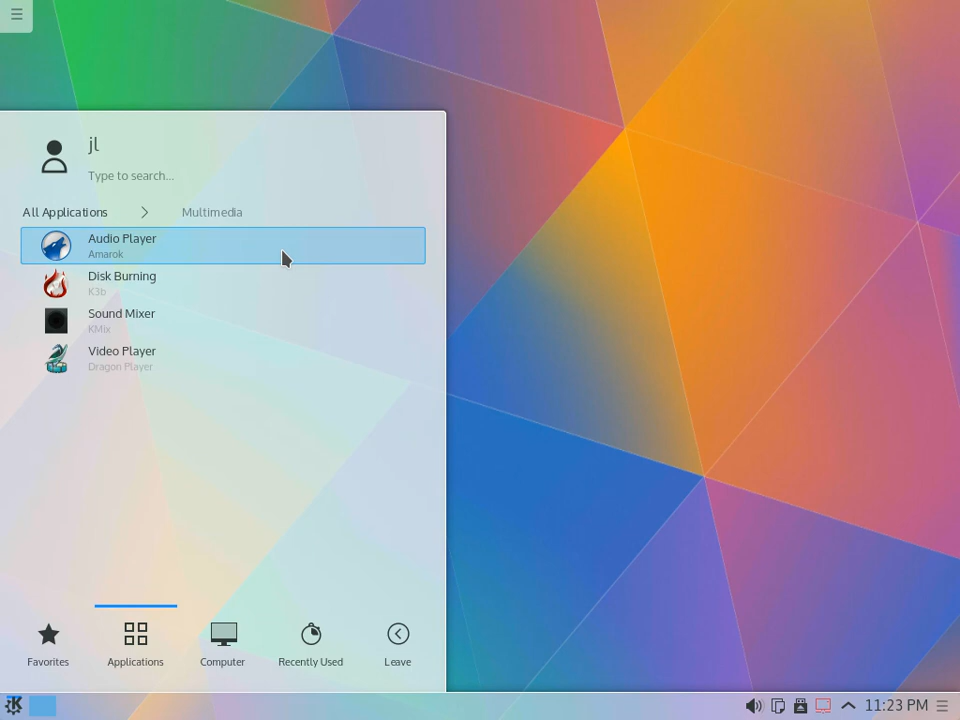 jl
Type to search...
All Applications > Multimedia
Audio Player
Amarok
Disk Burning
K3b
Sound Mixer
KMix
Video Player
Dragon Player
Favorites Applications Computer Recently Used Leave
11:23 PM